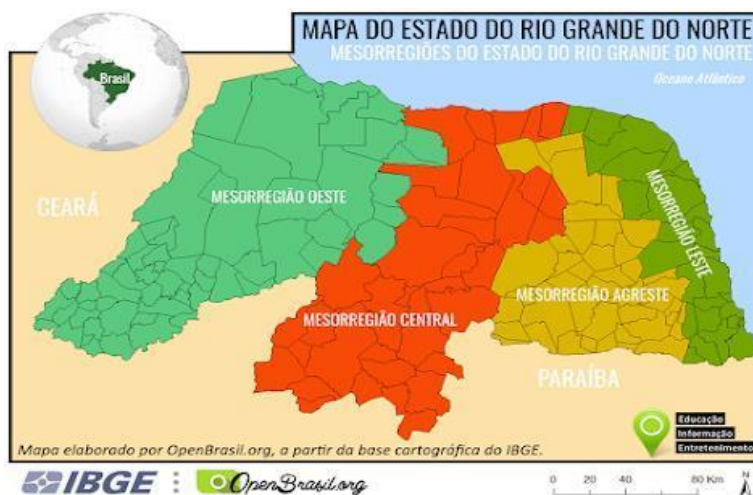 MAPA DO ESTADO DO RIO GRANDE DO NORTE
MESORREGIÕES DO ESTADO DO RIO GRANDE DO NORTE
Oceano Atlântico
Brasil
CEARÁ
MESORREGIÃO OESTE
MESORREGIÃO LESTE
MESORREGIÃO AGRESTE
MESORREGIÃO CENTRAL
PARAÍBA
Educação
Informação
Entretenimento
Mapa elaborado por OpenBrasil.org, a partir da base cartográfica do IBGE.
IBGE
OpenBrasil.org
0 20 40 80 Km
N